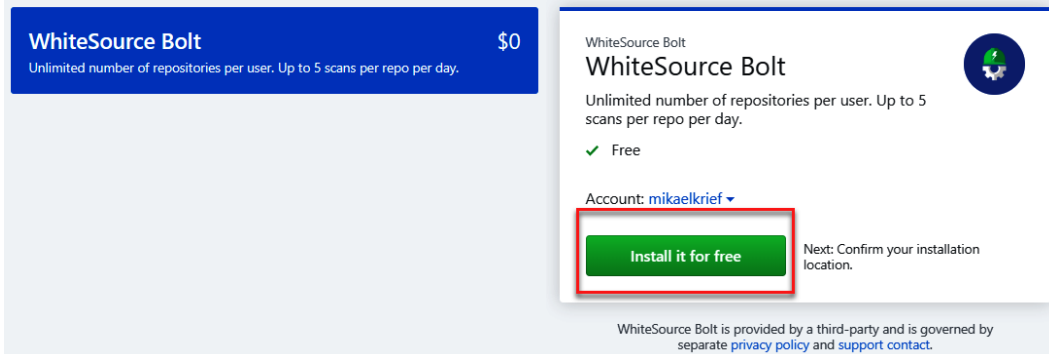 WhiteSource Bolt
$0
Unlimited number of repositories per user. Up to 5 scans per repo per day.
WhiteSource Bolt
WhiteSource Bolt
Unlimited number of repositories per user. Up to 5
scans per repo per day.
Free
Account: mikaelkrief
Install it for free
Next: Confirm your installation
location.
WhiteSource Bolt is provided by a third-party and is governed by
separate privacy policy and support contact.